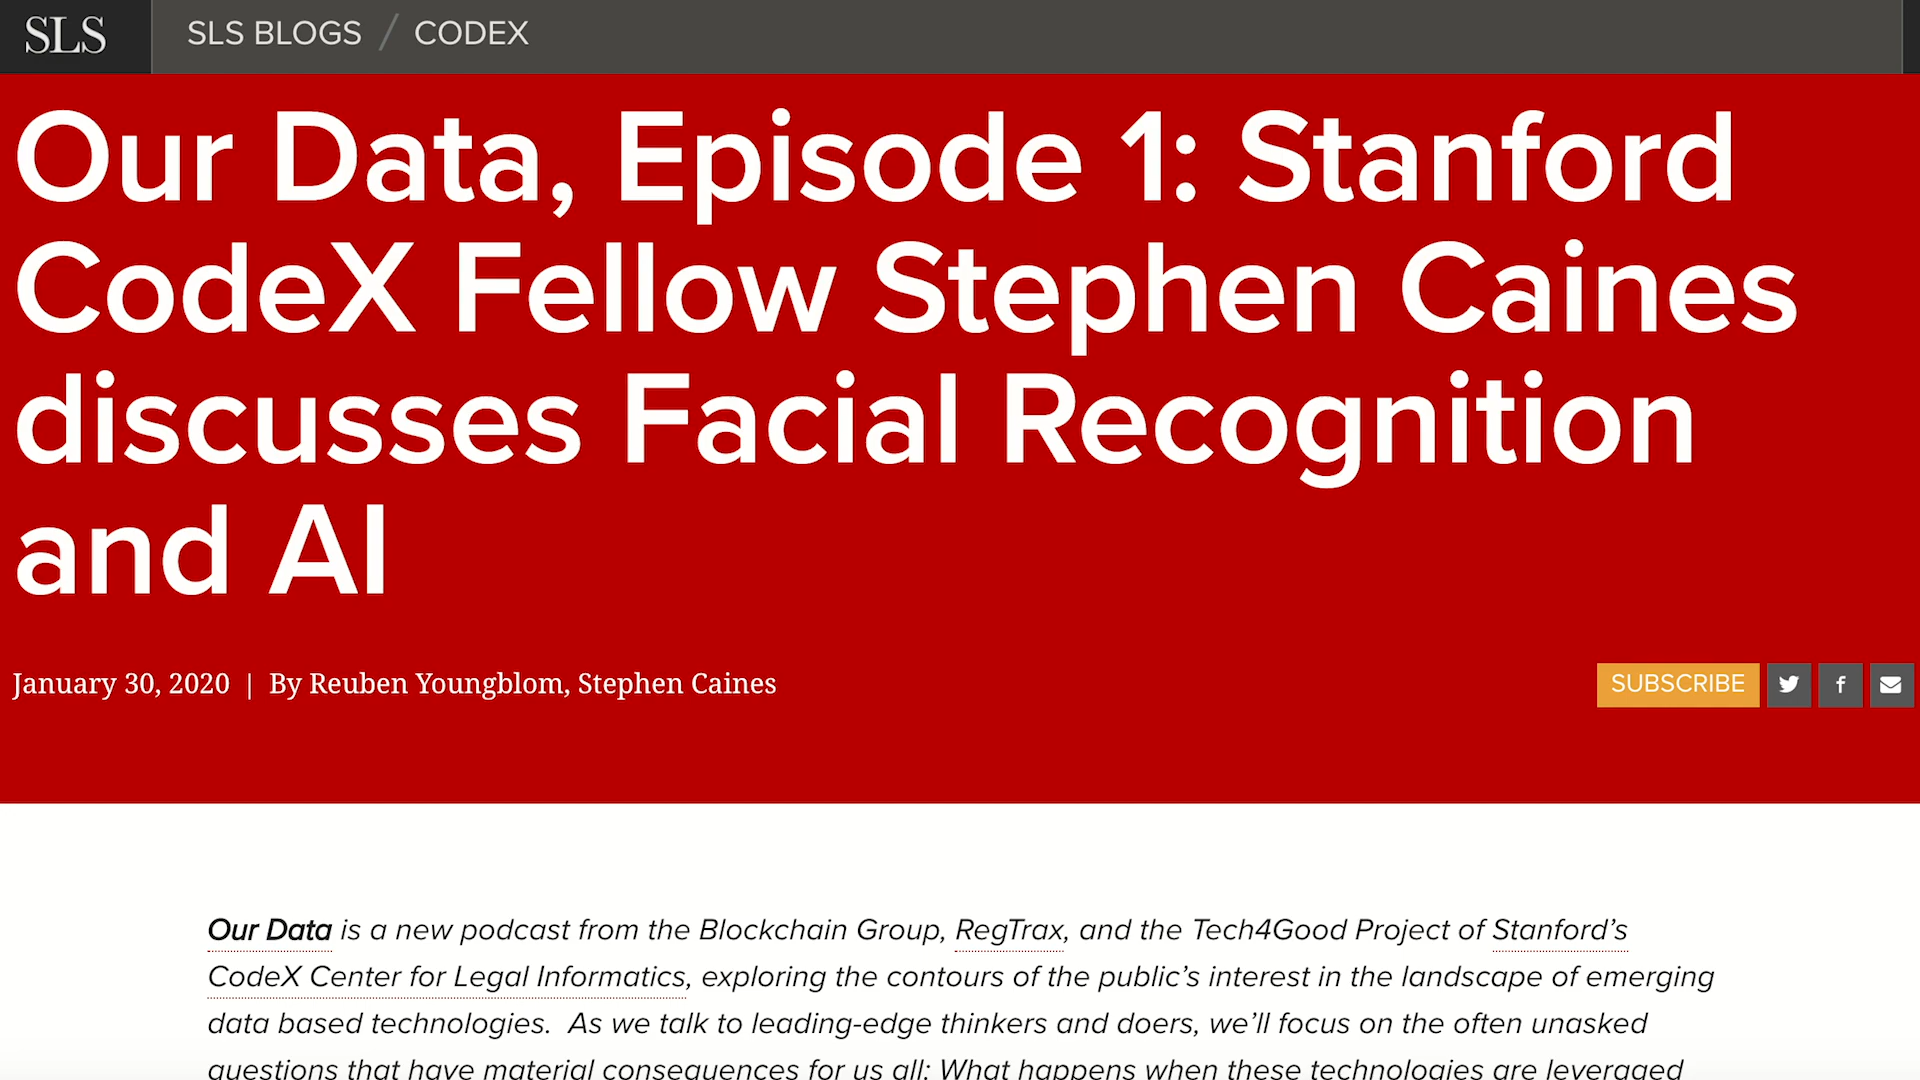 SLS
SLS BLOGS / CODEX
Our Data, Episode 1: Stanford
CodeX Fellow Stephen Caines
discusses Facial Recognition
and AI
January 30, 2020 | By Reuben Youngblom, Stephen Caines
SUBSCRIBE
Our Data is a new podcast from the Blockchain Group, RegTrax, and the Tech4Good Project of Stanford’s
CodeX Center for Legal Informatics, exploring the contours of the public’s interest in the landscape of emerging
data based technologies.  As we talk to leading-edge thinkers and doers, we’ll focus on the often unasked
questions that have material consequences for us all: What happens when these technologies are leveraged